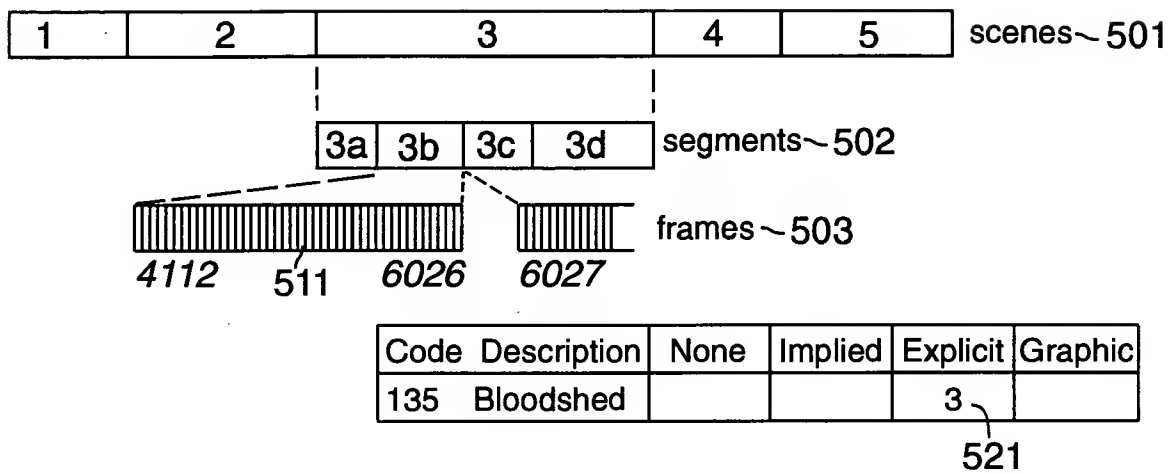 1 2 3 4 5 scenes~501
3a 3b 3c 3d segments~502
frames~503
4112 511 6026 6027
Code Description None Implied Explicit Graphic
135 Bloodshed 3
521